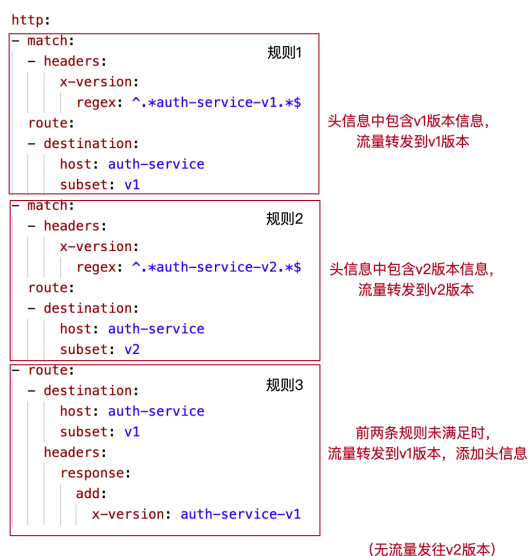 http:
- match:
规则1
- headers:
x-version:
regex: ^.*auth-service-v1.*$
route:
- destination:
host: auth-service
subset: v1
头信息中包含v1版本信息,
流量转发到v1版本
- match:
规则2
- headers:
x-version:
regex: ^.*auth-service-v2.*$
route:
- destination:
host: auth-service
subset: v2
头信息中包含v2版本信息,
流量转发到v2版本
- route:
规则3
- destination:
host: auth-service
subset: v1
headers:
response:
add:
x-version: auth-service-v1
前两条规则未满足时,
流量转发到v1版本，添加头信息
(无流量发往v2版本)